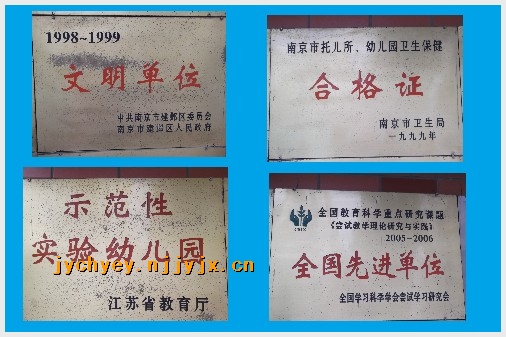 1998~1999
文明单位
中共南京市建邺区委员会
南京市建邺区人民政府
南京市托儿所、幼儿园卫生保健
合格证
南京市卫生局
一九九九年
示范性
实验幼儿园
jychyey.njjyjx.cn
江苏省教育厅
全国教育科学重点研究课题
《尝试教学理论研究与实践》
2005-2006
全国先进单位
全国学习科学学会尝试学习研究会